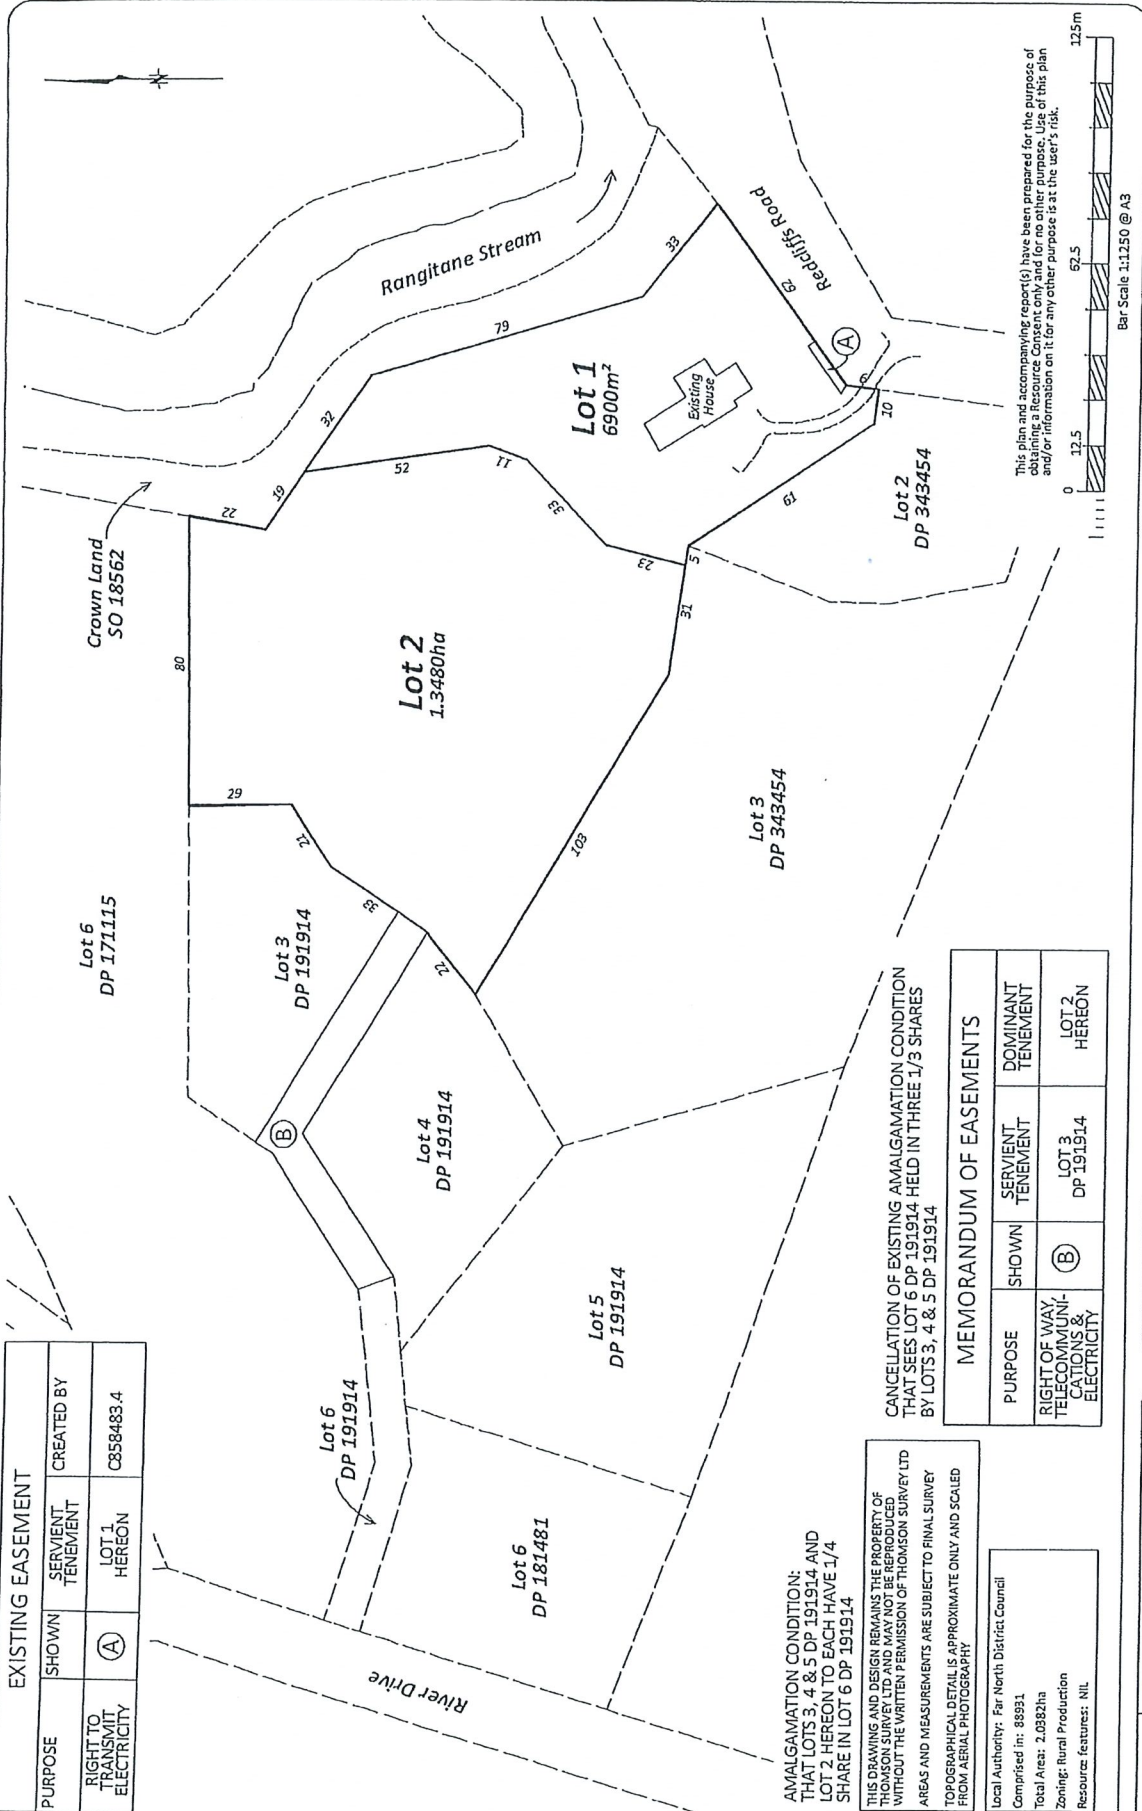 EXISTING EASEMENT
PURPOSE
SHOWN
SERVIENT
TENEMENT
CREATED BY
RIGHT TO
TRANSMIT
ELECTRICITY
A
LOT 1
HEREON
C858483.4
Lot 6
DP 171115
Crown Land
SO 18562
N
Rangitane Stream
80
22
19
32
29
22
33
22
52
11
33
23
79
33
62
6
10
61
5
31
103
Lot 1
6900m²
Existing
House
A
Redcliffs Road
Lot 2
1.3480ha
Lot 2
DP 343454
Lot 3
DP 343454
Lot 3
DP 191914
B
Lot 4
DP 191914
Lot 5
DP 191914
Lot 6
DP 191914
Lot 6
DP 181481
River Drive
AMALGAMATION CONDITION:
THAT LOTS 3, 4 & 5 DP 191914 AND
LOT 2 HEREON TO EACH HAVE 1/4
SHARE IN LOT 6 DP 191914
THIS DRAWING AND DESIGN REMAINS THE PROPERTY OF
THOMSON SURVEY LTD AND MAY NOT BE REPRODUCED
WITHOUT THE WRITTEN PERMISSION OF THOMSON SURVEY LTD
AREAS AND MEASUREMENTS ARE SUBJECT TO FINAL SURVEY
TOPOGRAPHICAL DETAIL IS APPROXIMATE ONLY AND SCALED
FROM AERIAL PHOTOGRAPHY
Local Authority: Far North District Council
Comprised in: 88931
Total Area: 2.0382ha
Zoning: Rural Production
Resource features: NIL
CANCELLATION OF EXISTING AMALGAMATION CONDITION
THAT SEES LOT 6 DP 191914 HELD IN THREE 1/3 SHARES
BY LOTS 3, 4 & 5 DP 191914
MEMORANDUM OF EASEMENTS
PURPOSE
SHOWN
SERVIENT
TENEMENT
DOMINANT
TENEMENT
RIGHT OF WAY,
TELECOMMUNI-
CATIONS &
ELECTRICITY
B
LOT 3
DP 191914
LOT 2
HEREON
This plan and accompanying report(s) have been prepared for the purpose of
obtaining a Resource Consent only and for no other purpose. Use of this plan
and/or information on it for any other purpose is at the user's risk.
0
12.5
62.5
125m
Bar Scale 1:1250 @ A3